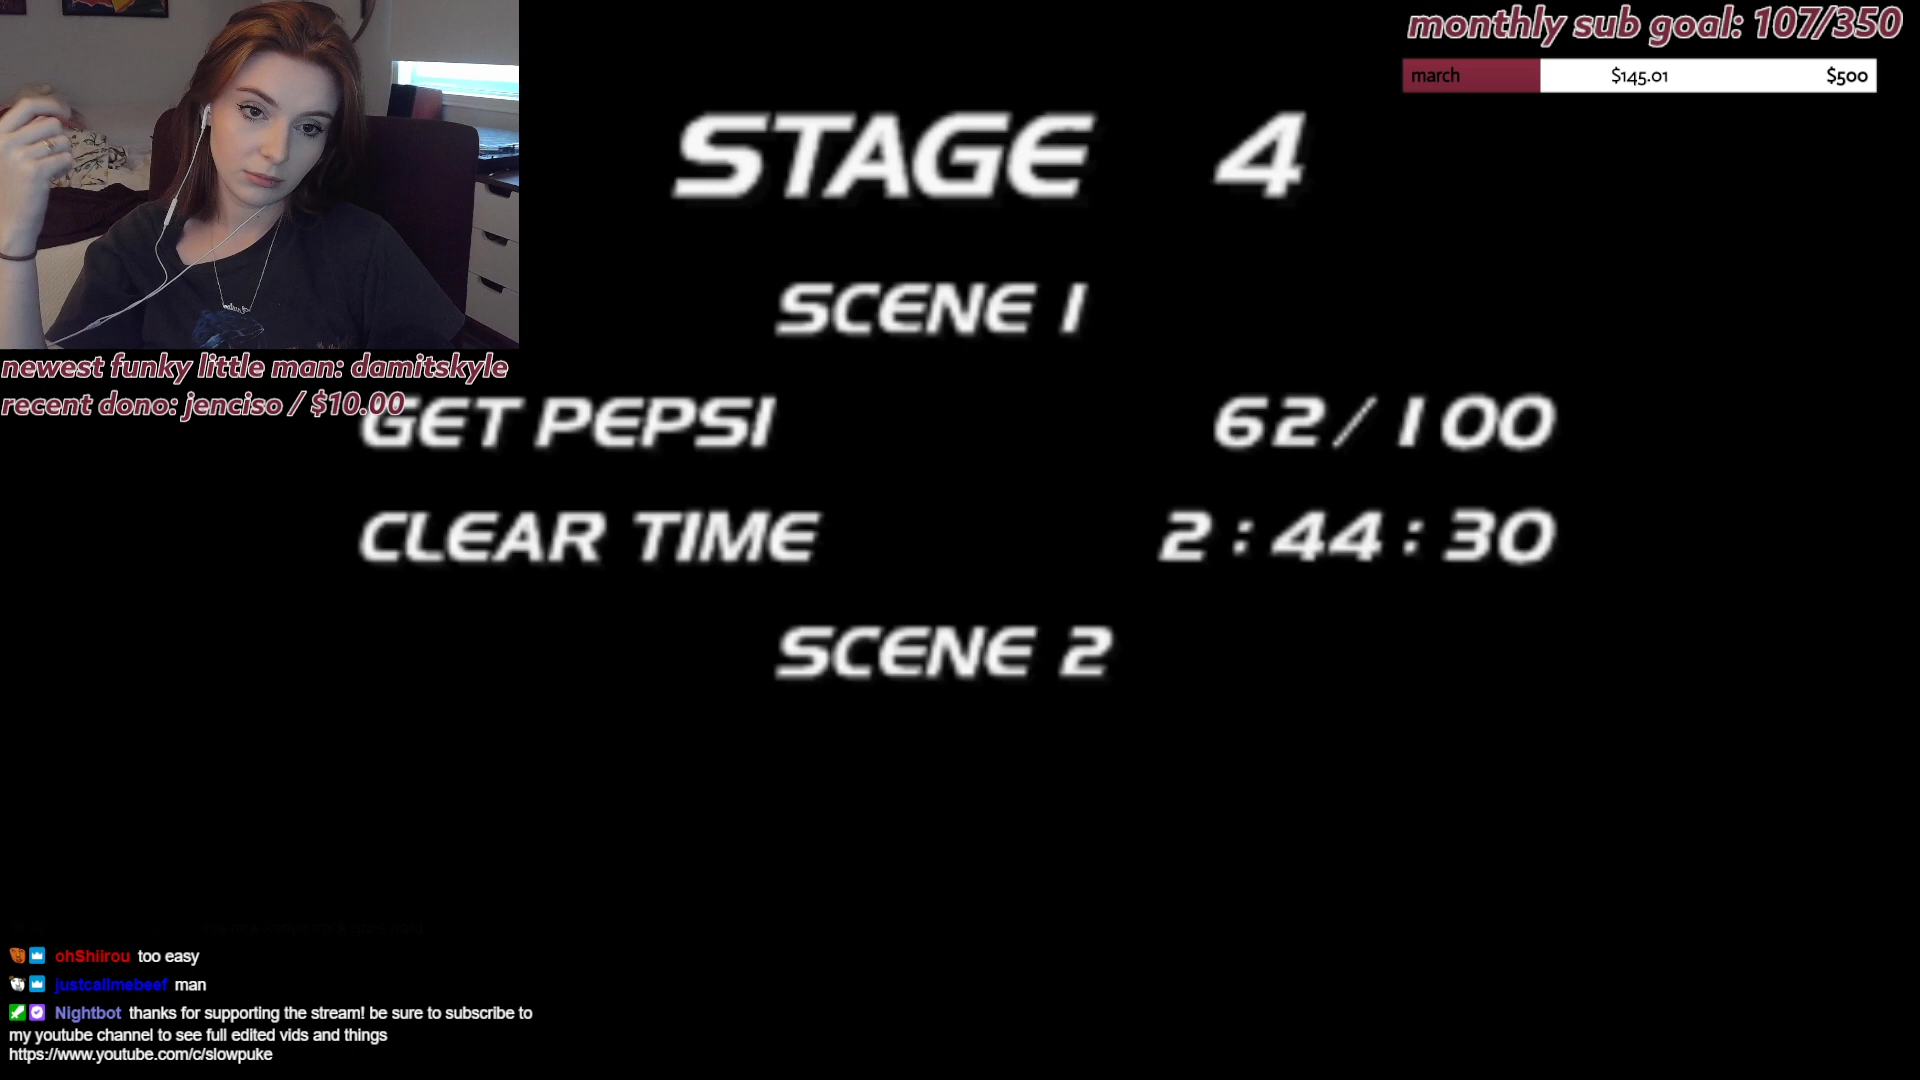 monthly sub goal: 107/350
march $145.01 $500
STAGE 4
SCENE 1
newest funky little man: damitskyle
recent dono: jenciso / $10.00
GET PEPSI 62/100
CLEAR TIME 2:44:30
SCENE 2
ohShiirou too easy
justcallmebeef man
Nightbot thanks for supporting the stream! be sure to subscribe to
my youtube channel to see full edited vids and things
https://www.youtube.com/c/slowpuke